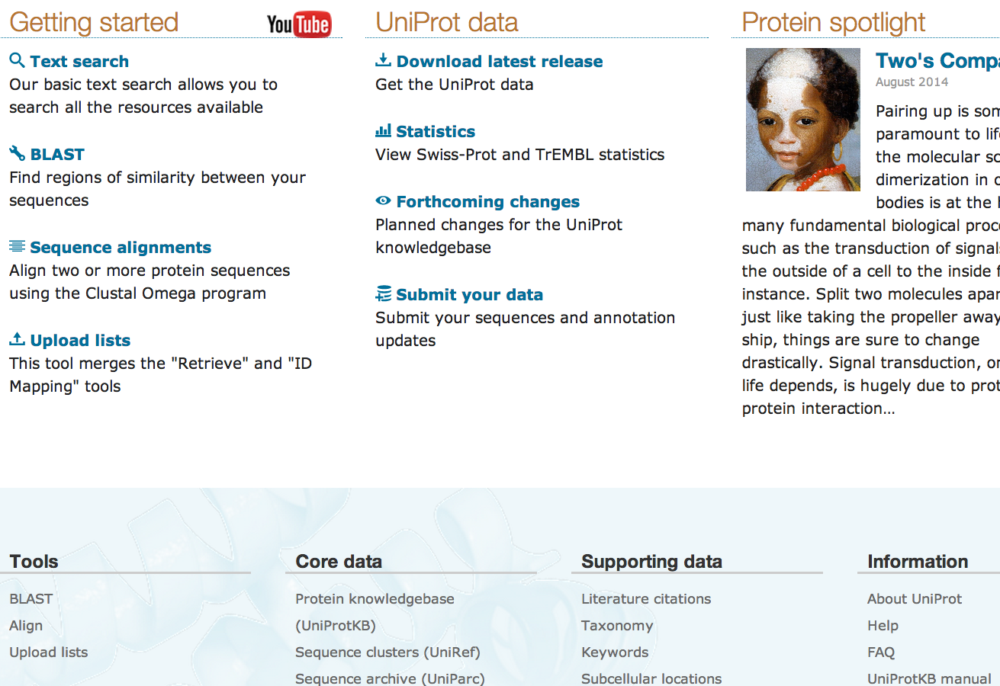 Getting started
YouTube
Text search
Our basic text search allows you to
search all the resources available
BLAST
Find regions of similarity between your
sequences
Sequence alignments
Align two or more protein sequences
using the Clustal Omega program
Upload lists
This tool merges the "Retrieve" and "ID
Mapping" tools
UniProt data
Download latest release
Get the UniProt data
Statistics
View Swiss-Prot and TrEMBL statistics
Forthcoming changes
Planned changes for the UniProt
knowledgebase
Submit your data
Submit your sequences and annotation
updates
Protein spotlight
Two's
August 2014
Pairing up is
paramount to
the molecular
dimerization in
bodies is at the
many fundamental biological
such as the transduction of
the outside of a cell to the inside
instance. Split two molecules
just like taking the propeller away
ship, things are sure to change
drastically. Signal transduction,
life depends, is hugely due to
protein interaction...
Tools
BLAST
Align
Upload lists
Core data
Protein knowledgebase
(UniProtKB)
Sequence clusters (UniRef)
Sequence archive (UniParc)
Supporting data
Literature citations
Taxonomy
Keywords
Subcellular locations
Information
About UniProt
Help
FAQ
UniProtKB manual